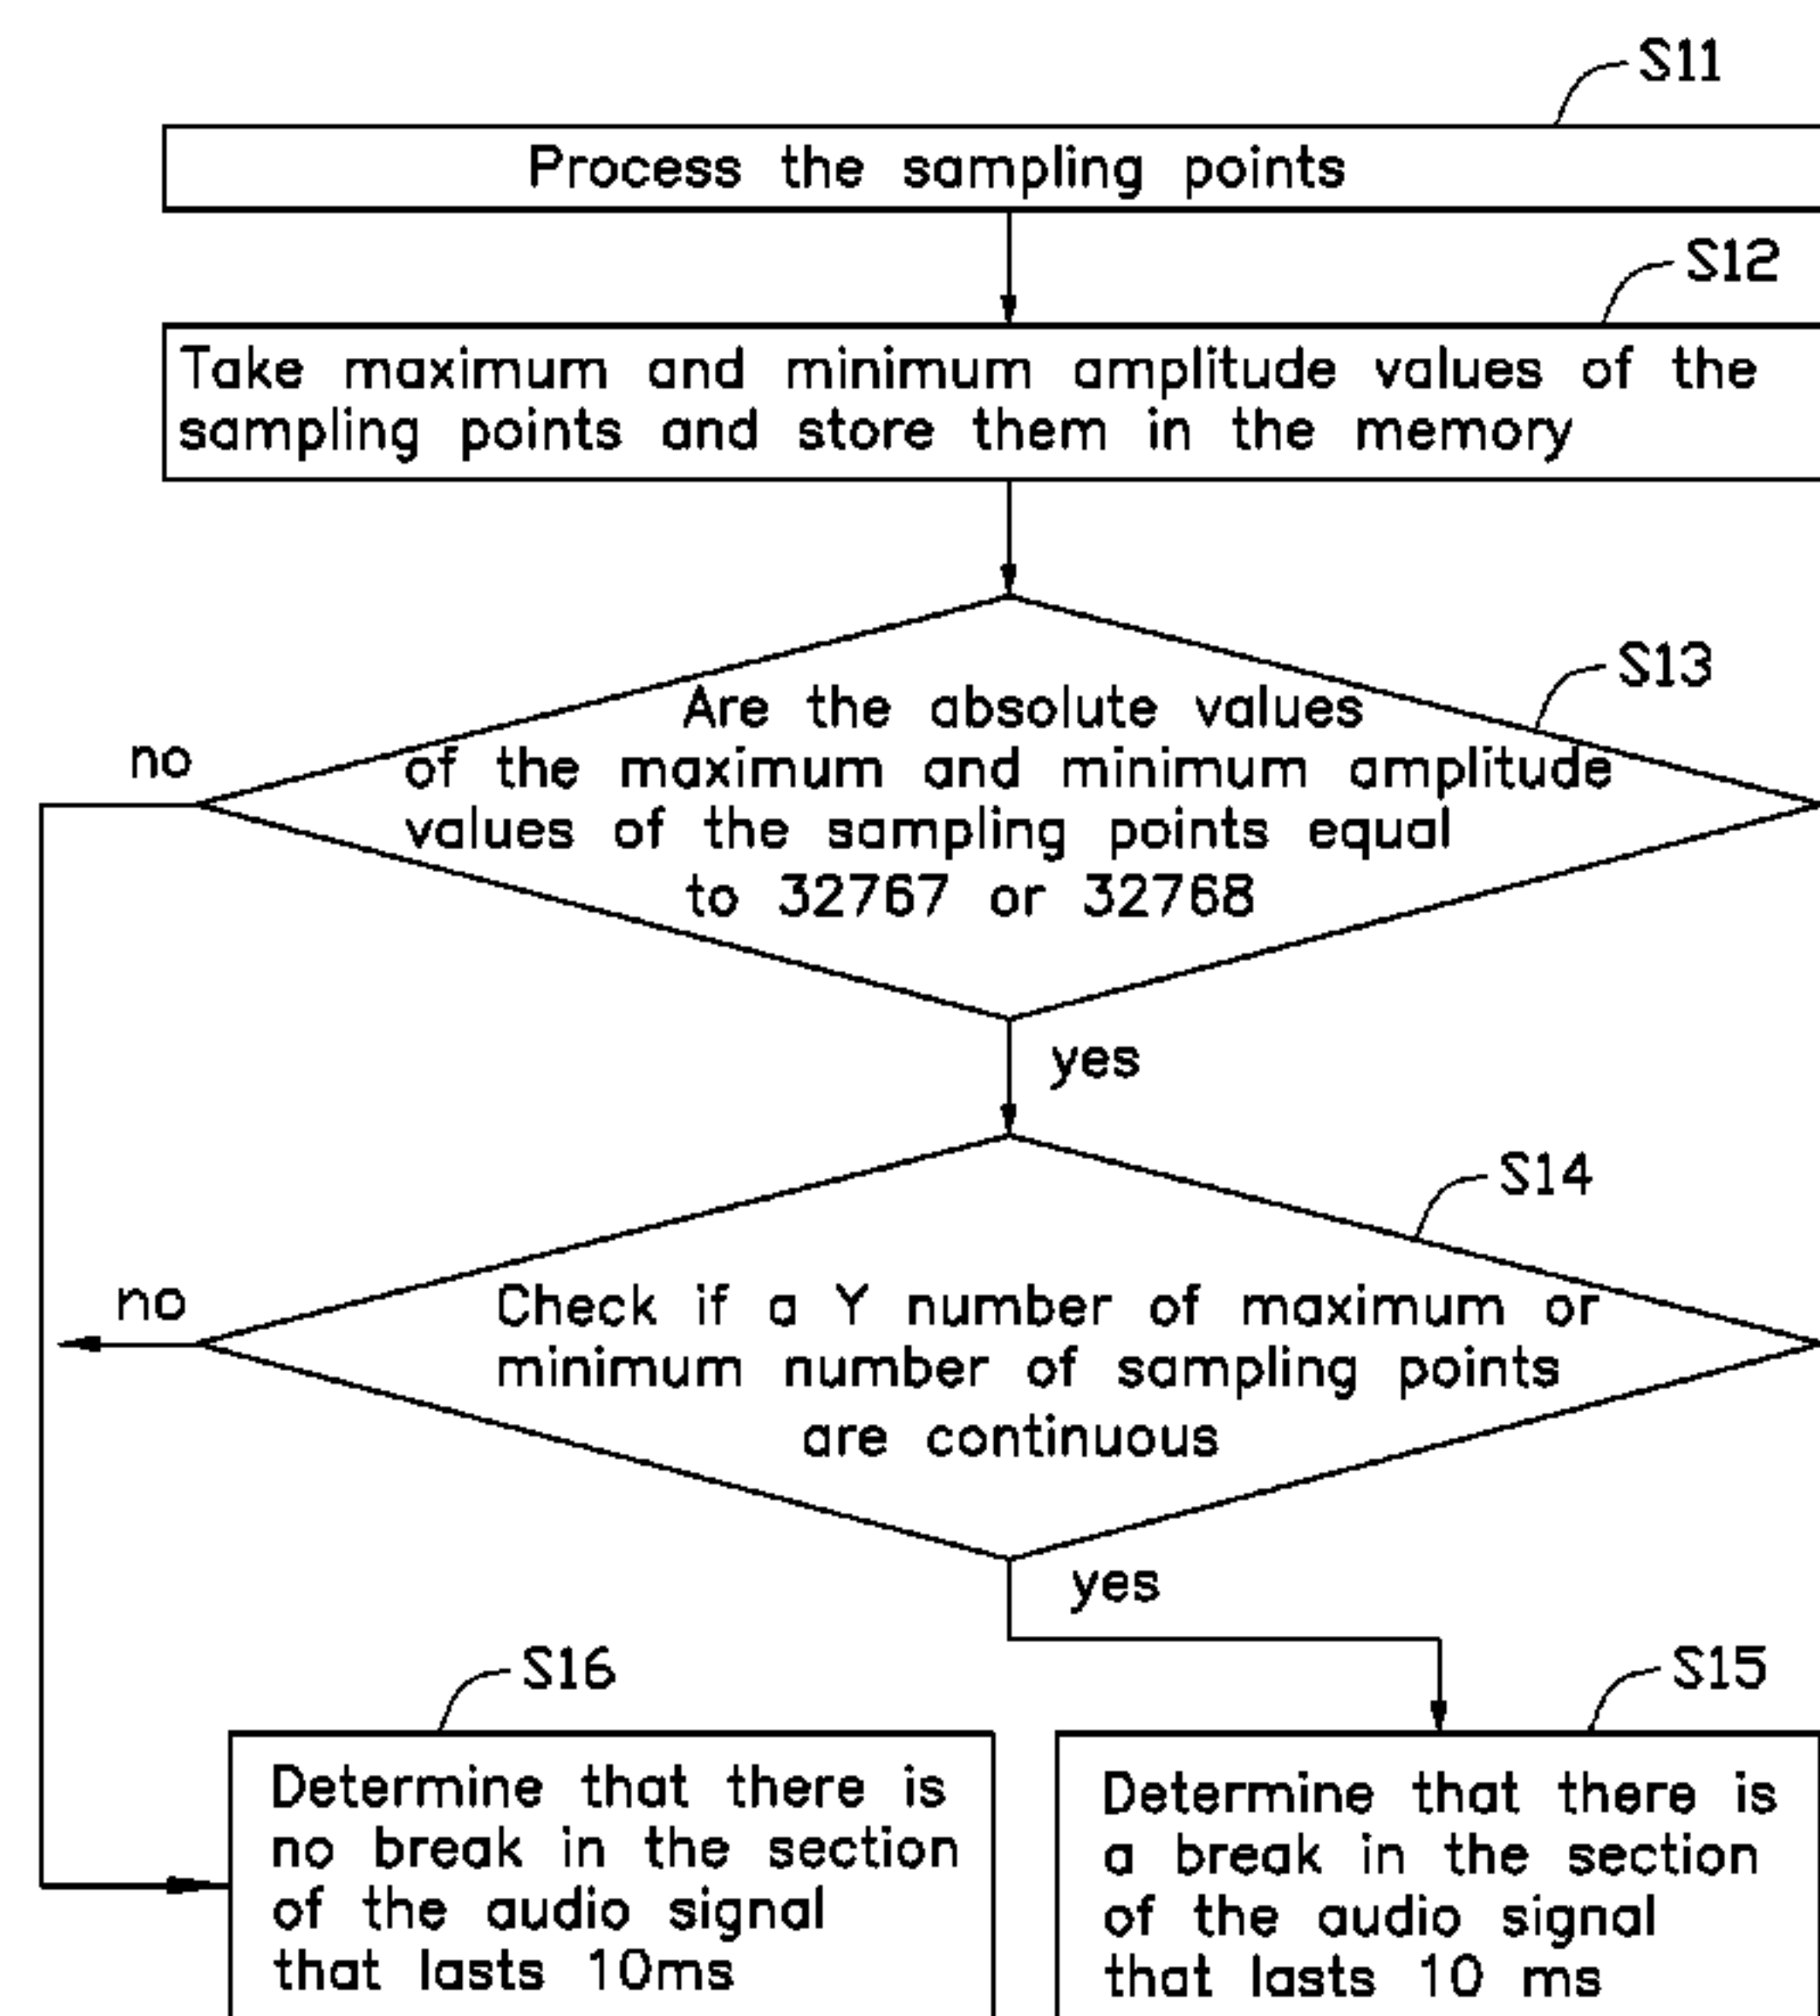 S11
Process the sampling points
S12
Take maximum and minimum amplitude values of the
sampling points and store them in the memory
S13
Are the absolute values
of the maximum and minimum amplitude
values of the sampling points equal
to 32767 or 32768
no
yes
S14
Check if a Y number of maximum or
minimum number of sampling points
are continuous
no
yes
S16
Determine that there is
no break in the section
of the audio signal
that lasts 10ms
S15
Determine that there is
a break in the section
of the audio signal
that lasts 10 ms